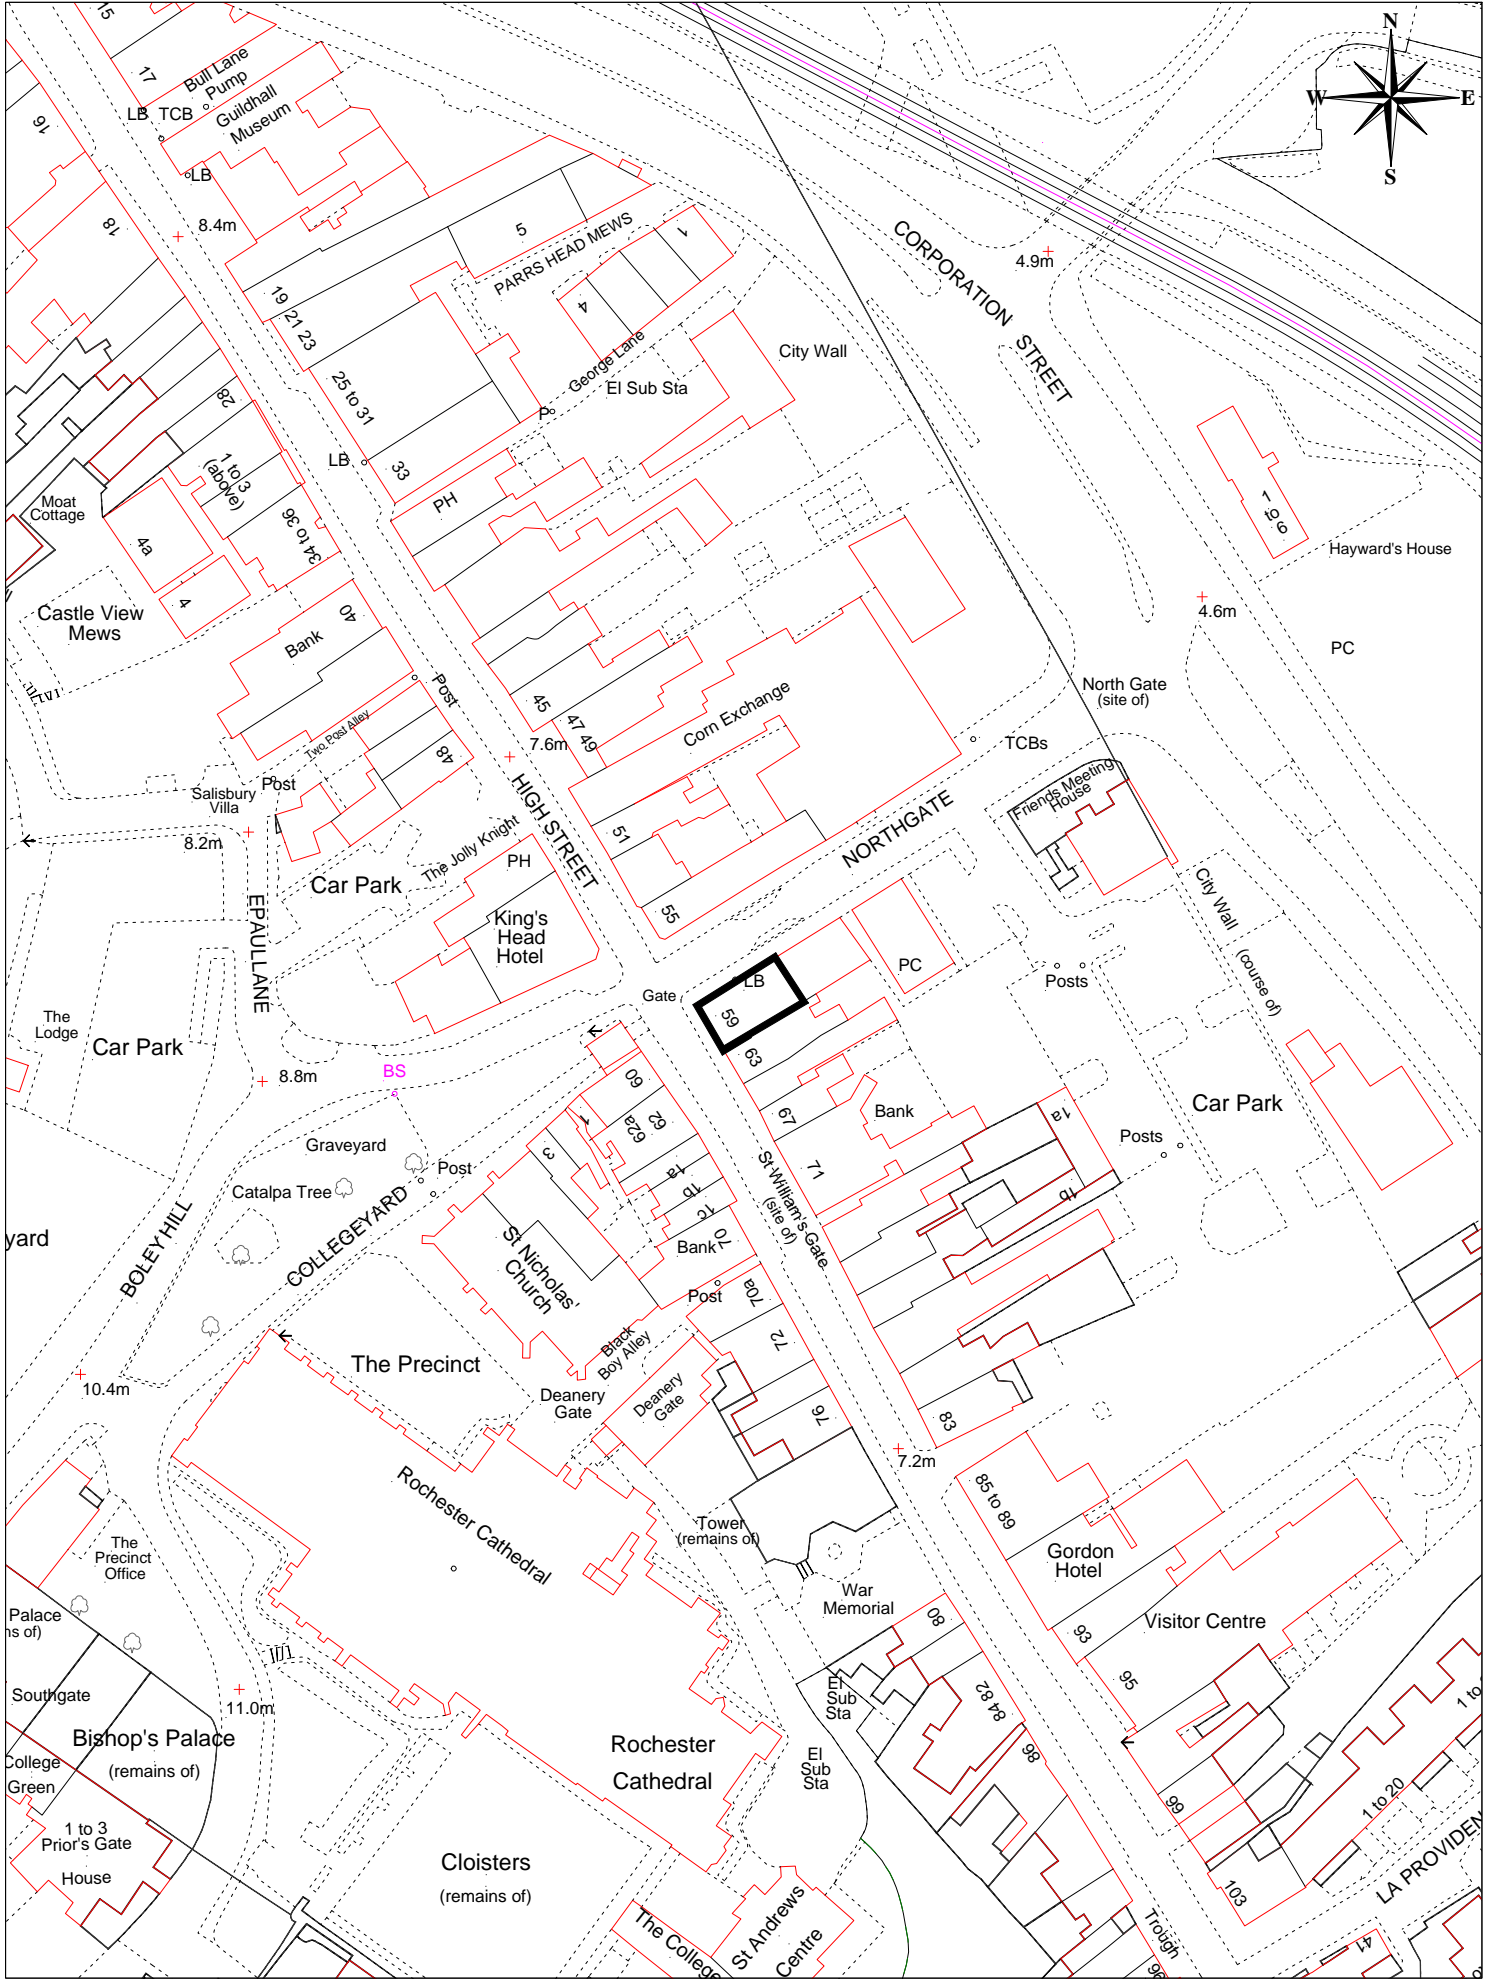 15
17
Bull Lane
Pump
LB
TCB
Guildhall
Museum
LB
16
18
8.4m
N
W
E
S
5
PARRS HEAD MEWS
1
4
19
21
23
25 to 31
George Lane
El Sub Sta
P
City Wall
CORPORATION STREET
4.9m
28
1 to 3
(above)
34 to 36
LB
33
PH
Moat
Cottage
4a
4
Castle View
Mews
40
Bank
Post
1
to
6
Hayward's House
4.6m
PC
North Gate
(site of)
45
47
49
7.6m
Corn Exchange
TCBs
Two Post Alley
48
Salisbury
Villa
Post
8.2m
HIGH STREET
51
55
NORTHGATE
Friends Meeting
House
The Jolly Knight
PH
Car Park
King's
Head
Hotel
EPAULLANE
City Wall
(course of)
Gate
LB
59
PC
Posts
The
Lodge
Car Park
8.8m
BS
63
67
Bank
71
60
62
62a
1
3
1a
1b
1c
70
Bank
Car Park
1a
1b
Posts
Graveyard
Post
Catalpa Tree
yard
BOLEY HILL
COLLEGEYARD
St Nicholas'
Church
St William's Gate
(site of)
Post
70a
72
76
Black
Boy Alley
The Precinct
Deanery
Gate
Deanery
Gate
10.4m
83
7.2m
85 to 89
Rochester Cathedral
Tower
(remains of)
Gordon
Hotel
The
Precinct
Office
War
Memorial
Palace
ns of)
80
93
Visitor Centre
95
El
Sub
Sta
84 82
86
Southgate
11.0m
Bishop's Palace
(remains of)
College
Green
Rochester
Cathedral
El
Sub
Sta
99
1 to
1 to 20
1 to 3
Prior's Gate
House
Cloisters
(remains of)
LA PROVIDEN
103
The College
St Andrews
Centre
Trough
96
41